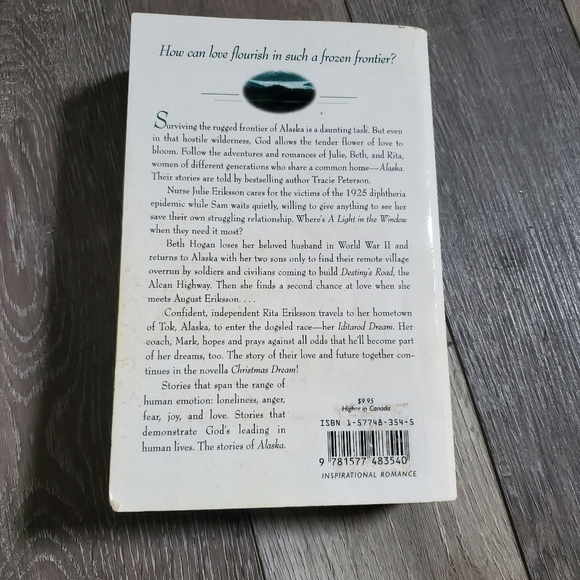 How can love flourish in such a frozen frontier?
Surviving the rugged frontier of Alaska is a daunting task. But even
in that hostile wilderness, God allows the tender flower of love to
bloom. Follow the adventures and romances of Julie, Beth, and Rita,
women of different generations who share a common home—Alaska.
Their stories are told by bestselling author Tracie Peterson.
Nurse Julie Eriksson cares for the victims of the 1925 diphtheria
epidemic while Sam waits quietly, willing to give anything to see her
save their own struggling relationship. Where's A Light in the Window
when they need it most?
Beth Hogan loses her beloved husband in World War II and
returns to Alaska with her two sons only to find their remote village
overrun by soldiers and civilians coming to build Destiny's Road, the
Alcan Highway. Then she finds a second chance at love when she
meets August Eriksson. . . .
Confident, independent Rita Eriksson travels to her hometown
of Tok, Alaska, to enter the dogsled race—her Iditarod Dream. Her
coach, Mark, hopes and prays against all odds that he'll become part
of her dreams, too. The story of their love and future together con-
tinues in the novella Christmas Dream!
Stories that span the range of
human emotion: loneliness, anger,
fear, joy, and love. Stories that
demonstrate God's leading in
human lives. The stories of Alaska.
$9.95
Higher in Canada
ISBN 1-57748-354-5
9 781577 483540
INSPIRATIONAL ROMANCE